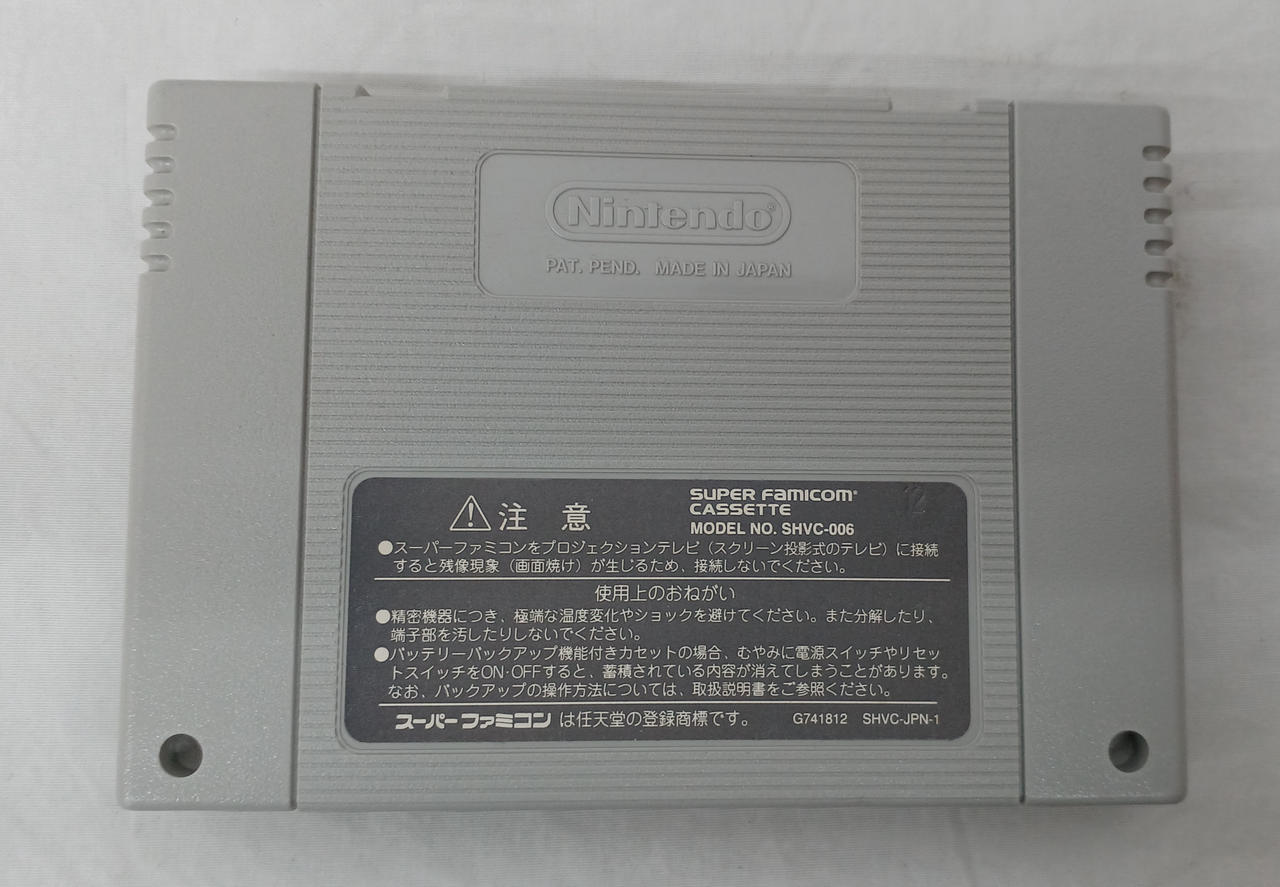 Nintendo®
PAT. PEND. MADE IN JAPAN
注 意
SUPER FAMICOM®
CASSETTE
MODEL NO. SHVC-006
12
●スーパーファミコンをプロジェクションテレビ（スクリーン投影式のテレビ）に接続
すると残像現象（画面焼け）が生じるため、接続しないでください。
使用上のおねがい
●精密機器につき、極端な温度変化やショックを避けてください。また分解したり、
端子部を汚したりしないでください。
●バッテリーバックアップ機能付きカセットの場合、むやみに電源スイッチやリセッ
トスイッチをON·OFFすると、蓄積されている内容が消えてしまうことがあります。
なお、バックアップの操作方法については、取扱説明書をご参照ください。
スーパーファミコン は任天堂の登録商標です。 G741812 SHVC-JPN-1